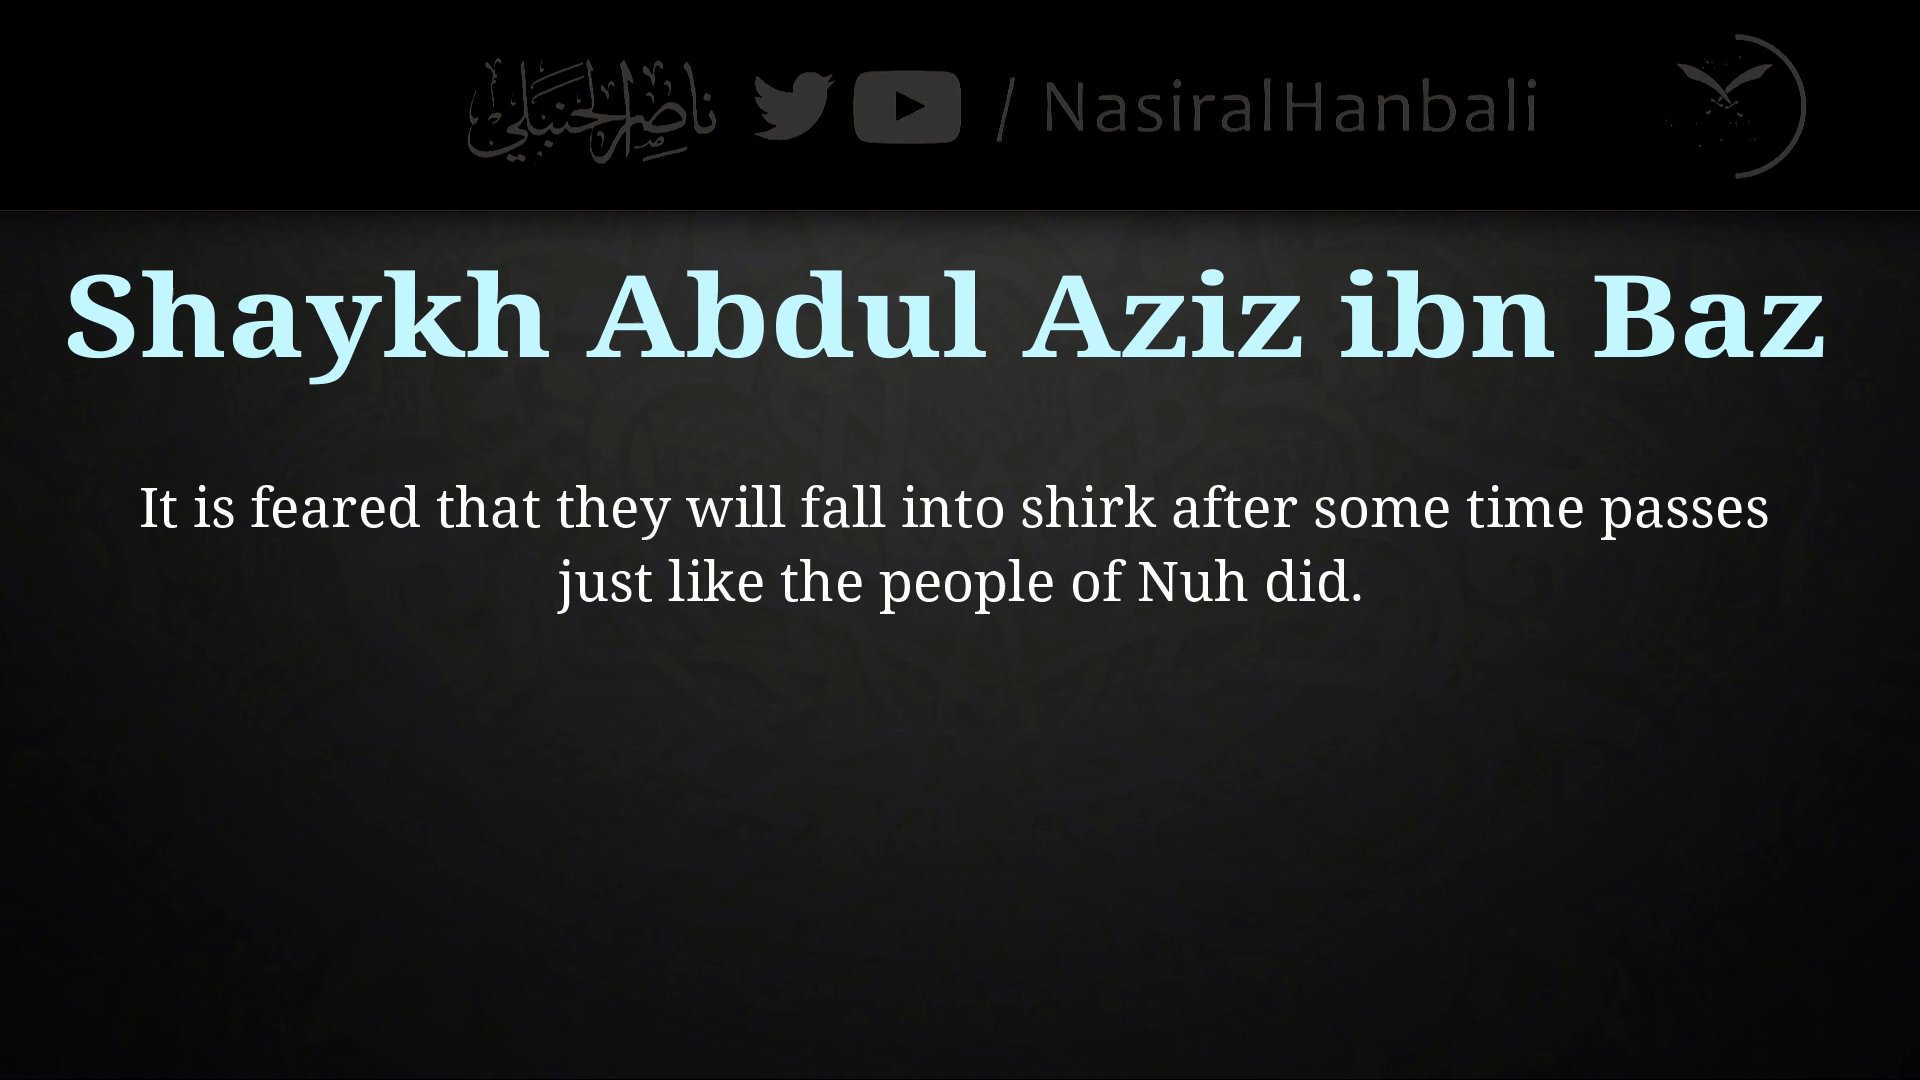 ناصر الحنبلي / NasiralHanbali
Shaykh Abdul Aziz ibn Baz
It is feared that they will fall into shirk after some time passes
just like the people of Nuh did.